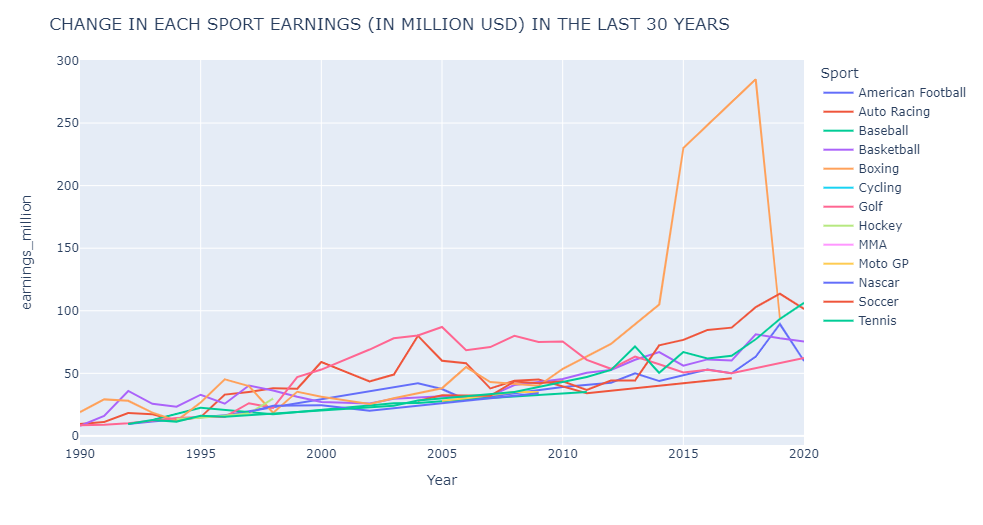 CHANGE IN EACH SPORT EARNINGS (IN MILLION USD) IN THE LAST 30 YEARS
300
250
200
150
100
50
0
earnings_million
1990
1995
2000
2005
2010
2015
2020
Year
Sport
American Football
Auto Racing
Baseball
Basketball
Boxing
Cycling
Golf
Hockey
MMA
Moto GP
Nascar
Soccer
Tennis